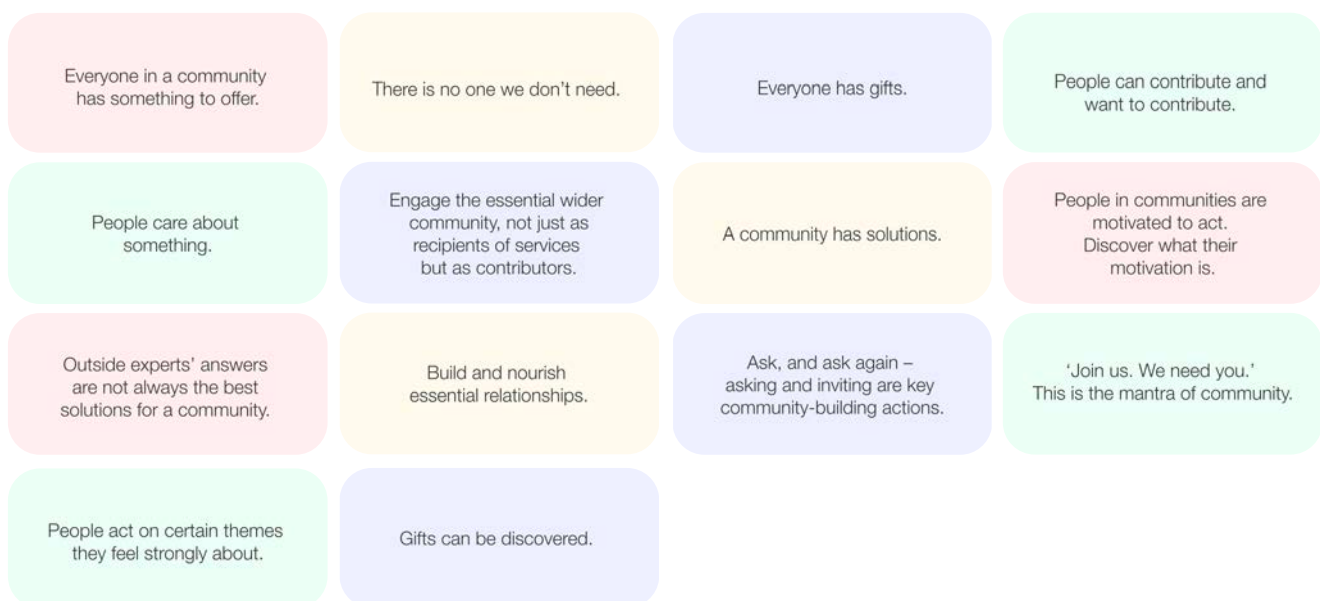 Everyone in a community
has something to offer.
There is no one we don’t need.
Everyone has gifts.
People can contribute and
want to contribute.
People care about
something.
Engage the essential wider
community, not just as
recipients of services
but as contributors.
A community has solutions.
People in communities are
motivated to act.
Discover what their
motivation is.
Outside experts’ answers
are not always the best
solutions for a community.
Build and nourish
essential relationships.
Ask, and ask again –
asking and inviting are key
community-building actions.
‘Join us. We need you.’
This is the mantra of community.
People act on certain themes
they feel strongly about.
Gifts can be discovered.